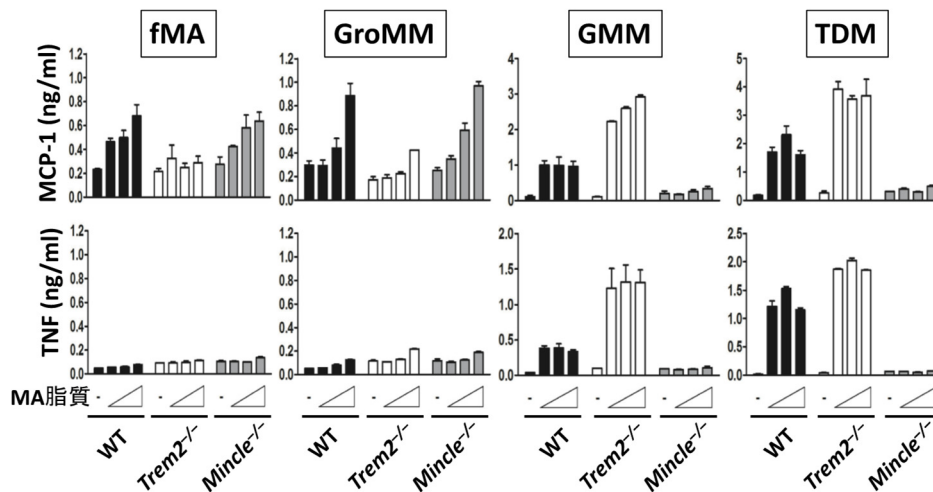 fMA GroMM GMM TDM
MCP-1 (ng/ml)
1.2 1.2 4 5
1.0 1.0 4
0.8 0.8 3
0.6 0.6 2 3
0.4 0.4 1 2
0.2 0.2 1
0.0 0.0 0 0
TNF (ng/ml)
1.2 1.2 2.0 2.5
1.0 1.0 2.0
0.8 0.8 1.5
0.6 0.6 1.0 1.5
0.4 0.4 0.5 1.0
0.2 0.2 0.5
0.0 0.0 0.0 0.0
MA脂質 - - - - - - - - - - - -
WT Trem2−/− Mincle−/− WT Trem2−/− Mincle−/− WT Trem2−/− Mincle−/− WT Trem2−/− Mincle−/−